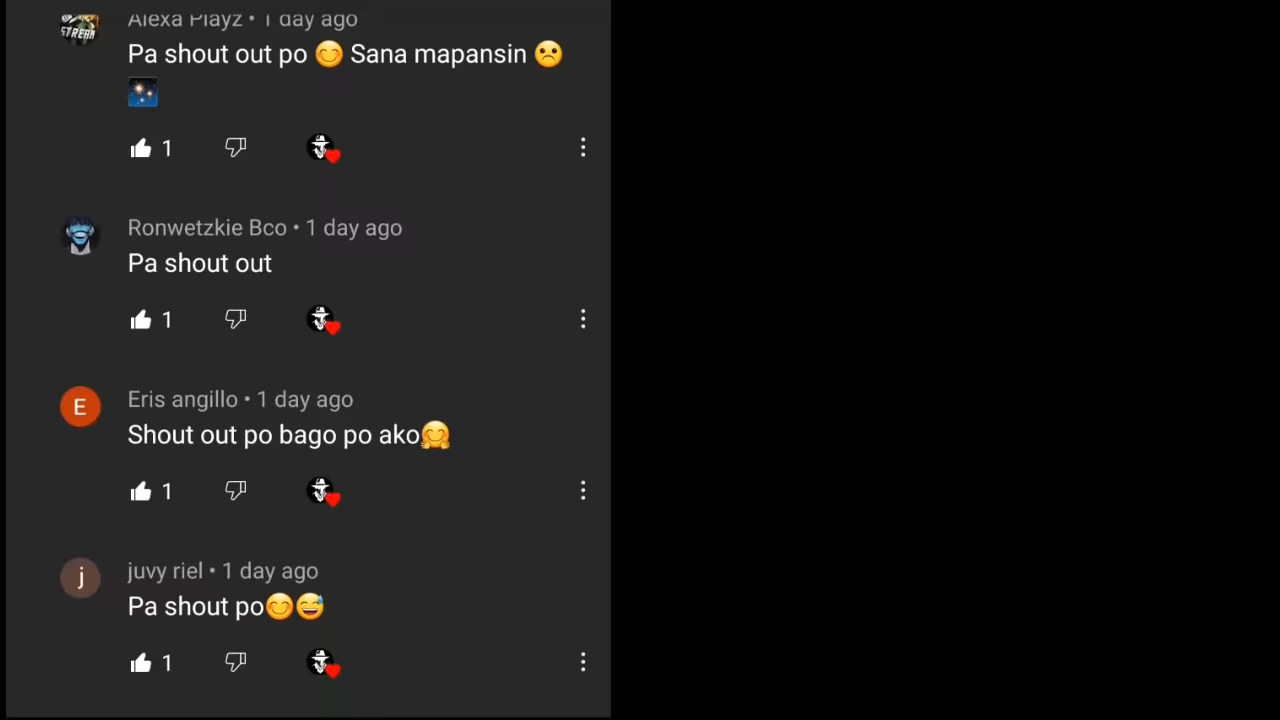 STREAM
Alexa Playz • 1 day ago
Pa shout out po 😊 Sana mapansin ☹️
🎆
1
Ronwetzkie Bco • 1 day ago
Pa shout out
1
E
Eris angillo • 1 day ago
Shout out po bago po ako🤗
1
j
juvy riel • 1 day ago
Pa shout po😊😅
1